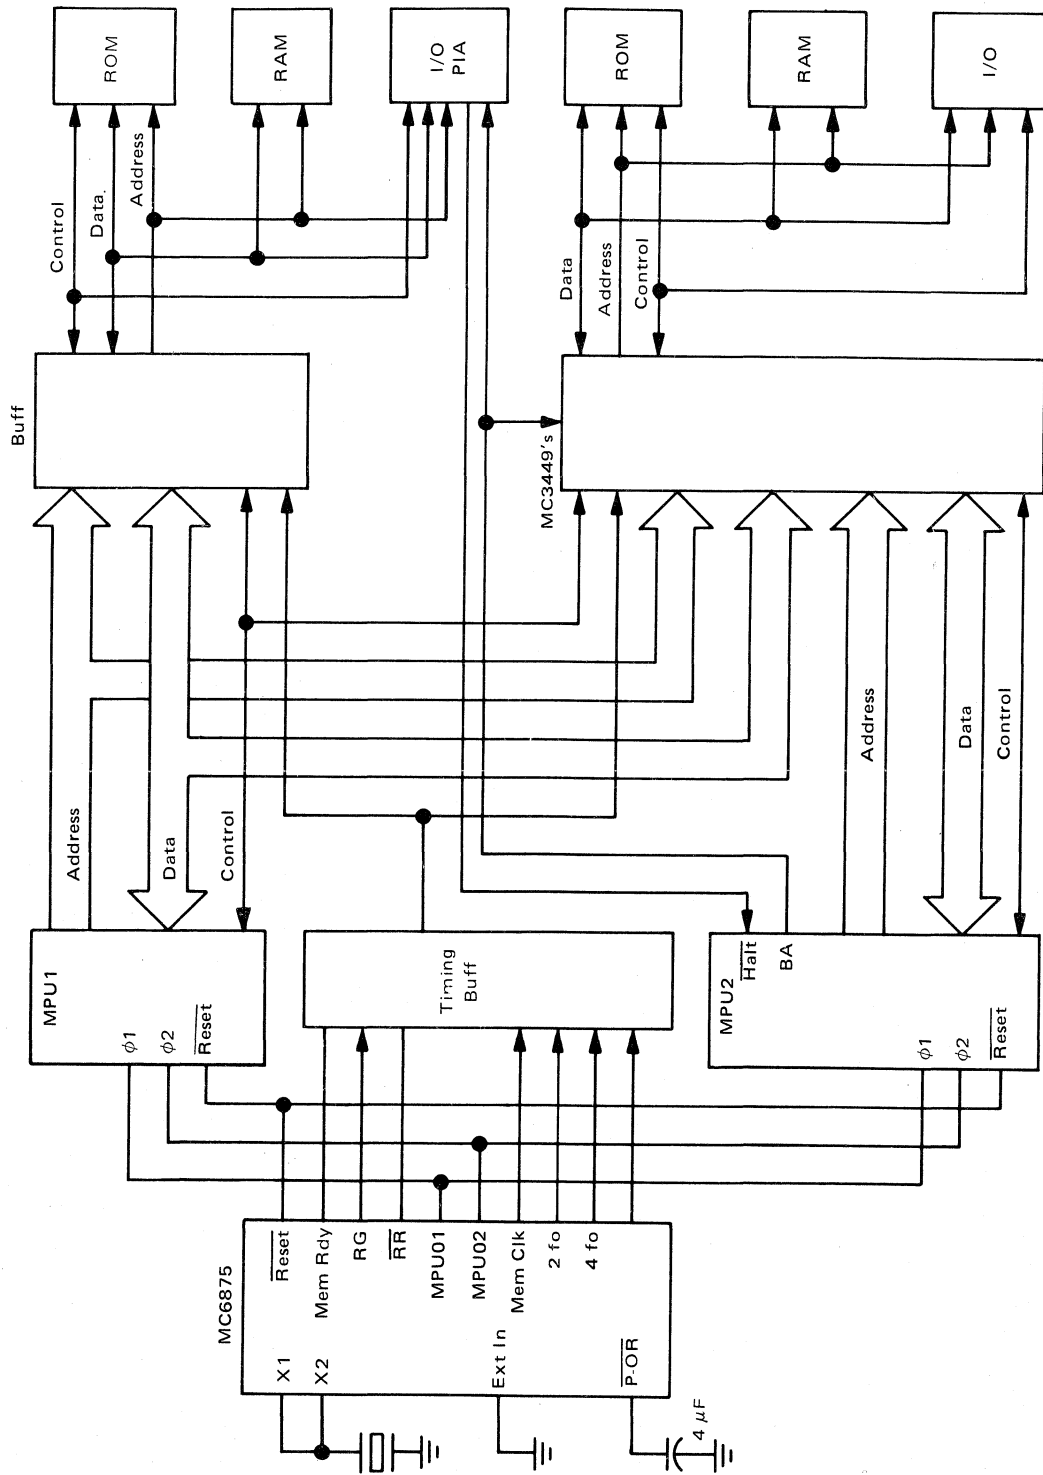 ROM
RAM
I/O
PIA
ROM
RAM
I/O
Control
Data.
Address
Data
Address
Control
Buff
MC3449's
Address
Data
Control
Address
Data
Control
MPU1
ϕ1
ϕ2
Reset
Timing
Buff
MPU2
Halt
BA
ϕ1
ϕ2
Reset
MC6875
Reset
Mem Rdy
RG
RR
MPU01
MPU02
Mem Clk
2 fo
4 fo
X1
X2
Ext In
P-OR
4 μF